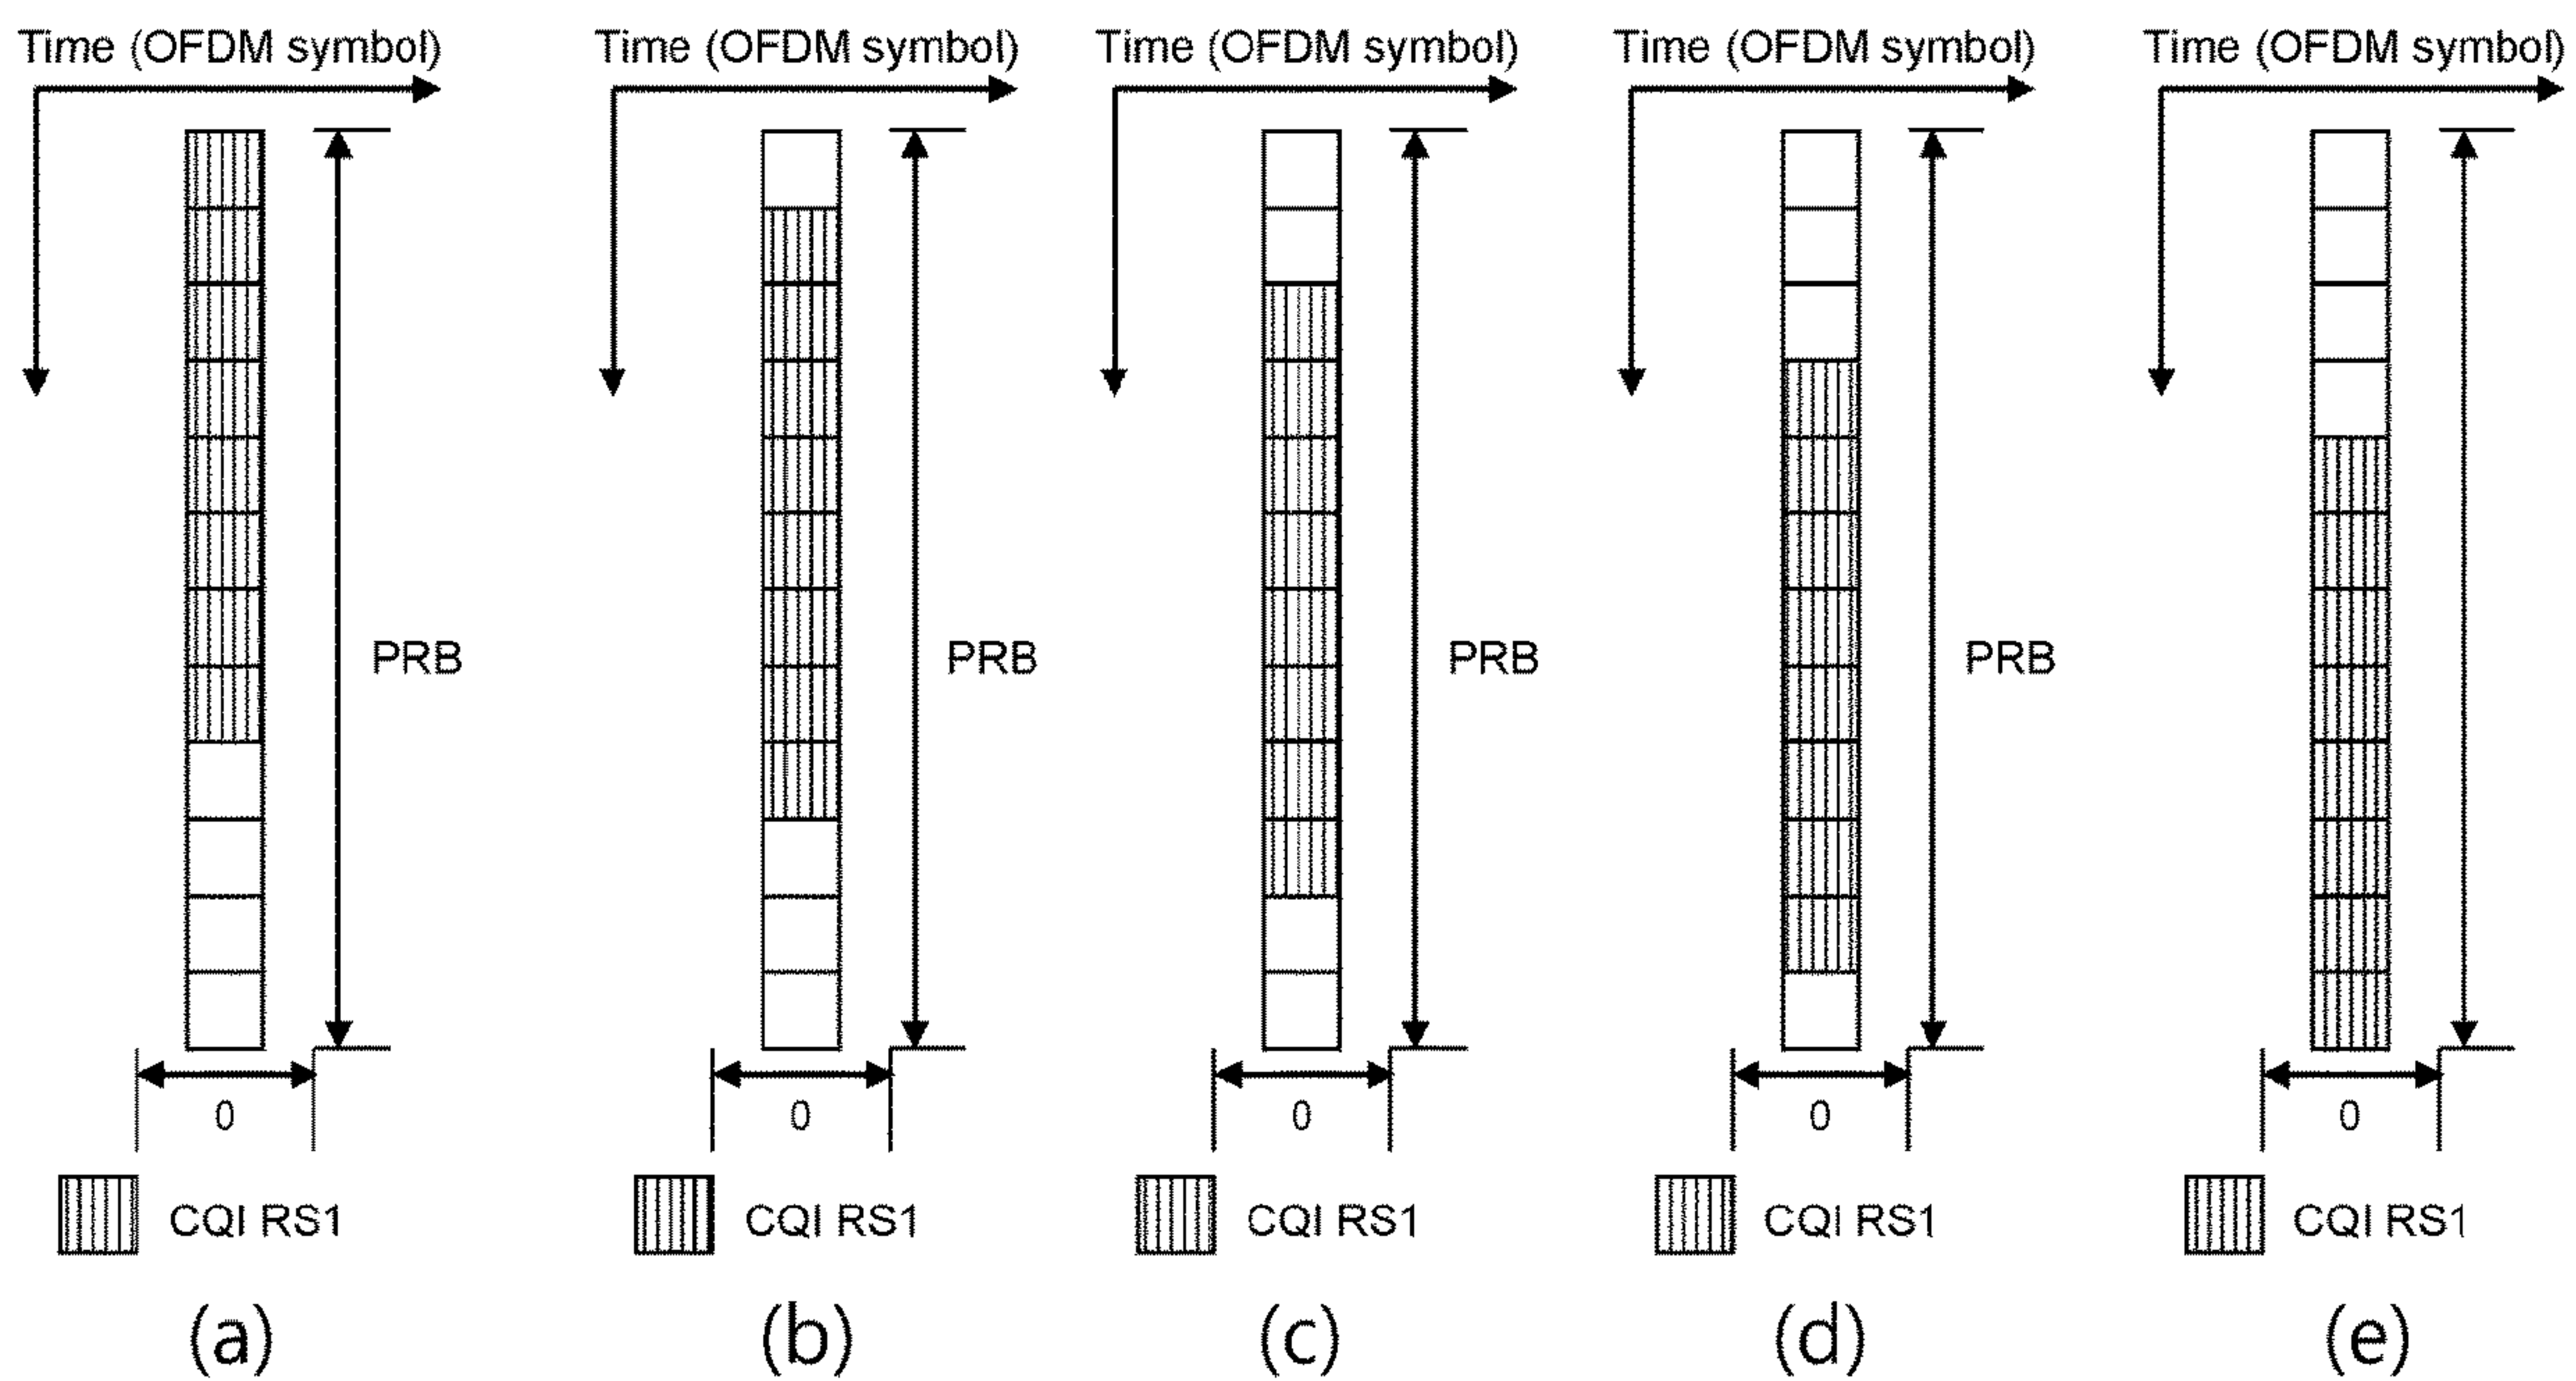 Time (OFDM symbol) Time (OFDM symbol) Time (OFDM symbol) Time (OFDM symbol) Time (OFDM symbol)
PRB PRB PRB PRB
0 0 0 0 0
CQI RS1 CQI RS1 CQI RS1 CQI RS1 CQI RS1
(a) (b) (c) (d) (e)